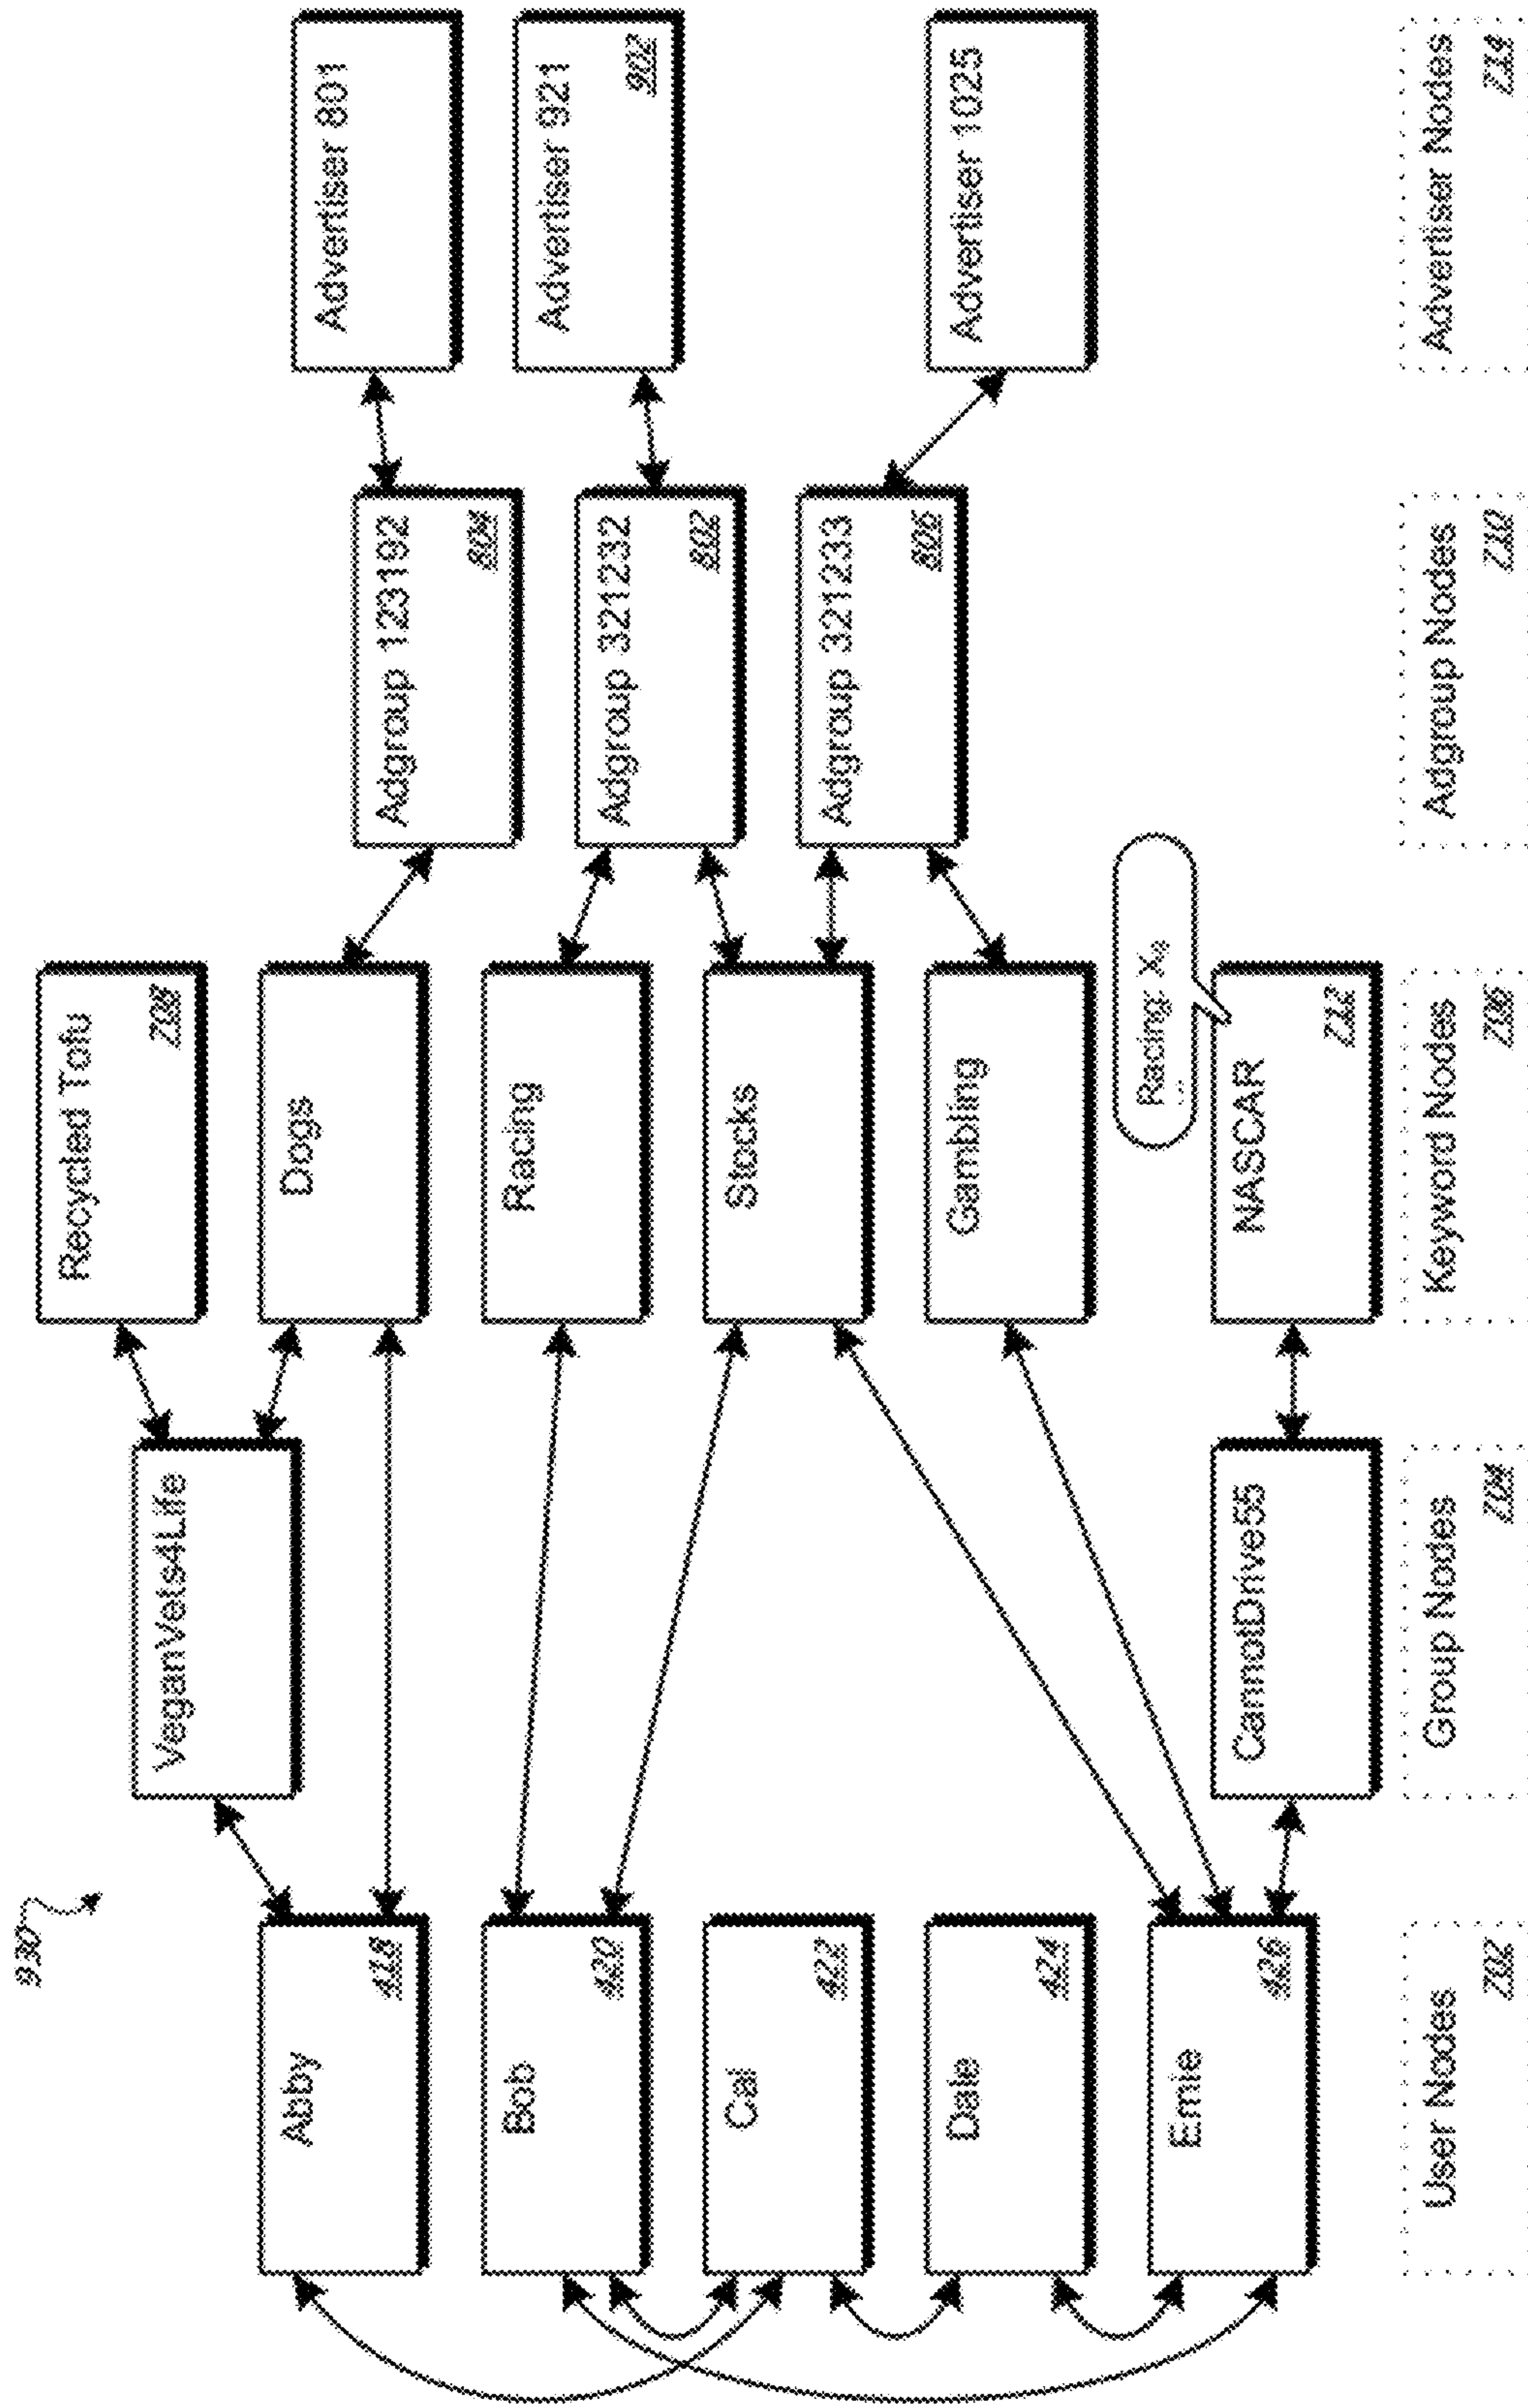 930
Abby
418
Bob
420
Cal
422
Dale
424
Ernie
426
User Nodes
702
VeganVets4Life
CannotDrive55
Group Nodes
704
Recycled Tofu
708
Dogs
Racing
Stocks
Gambling
Racing: X₉
...
NASCAR
712
Keyword Nodes
706
Adgroup 123192
804
Adgroup 321232
802
Adgroup 321233
806
Adgroup Nodes
710
Advertiser 801
Advertiser 921
902
Advertiser 1025
Advertiser Nodes
714